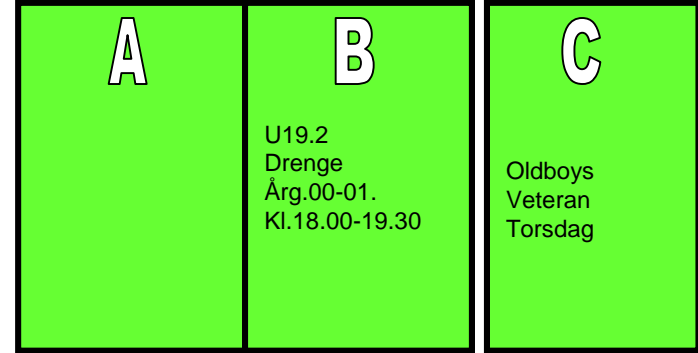 A
B
C
U19.2
Drenge
Årg.00-01.
Kl.18.00-19.30
Oldboys
Veteran
Torsdag